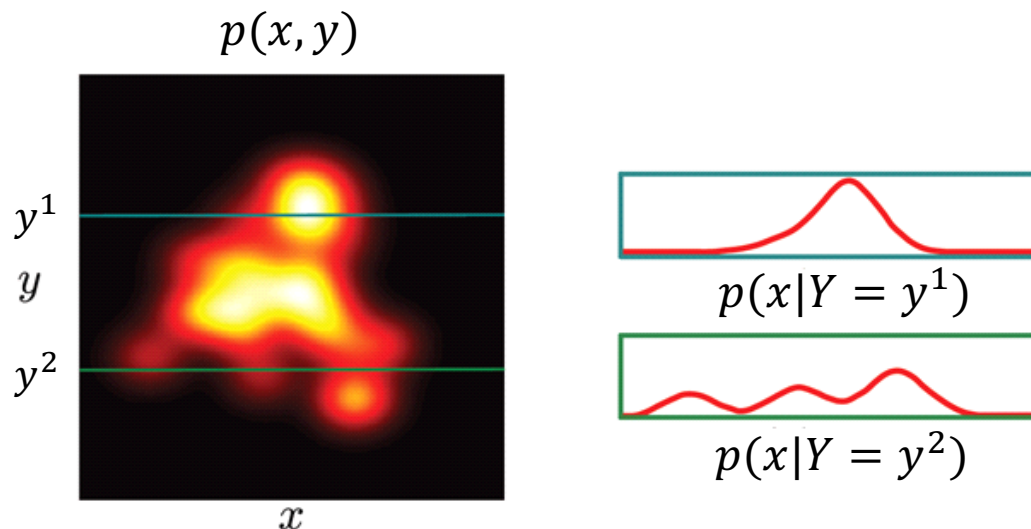 p(x, y)
y¹
y
y²
x
p(x|Y = y¹)
p(x|Y = y²)